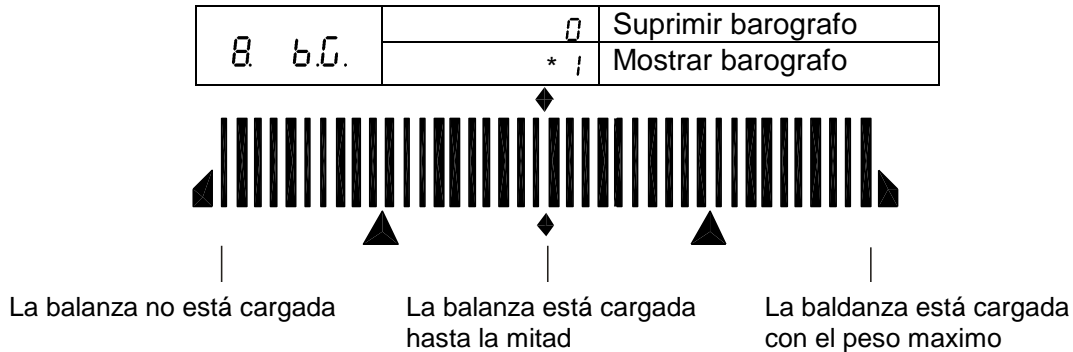 8. b.G.
0 Suprimir barografo
* 1 Mostrar barografo
La balanza no está cargada
La balanza está cargada
hasta la mitad
La baldanza está cargada
con el peso maximo